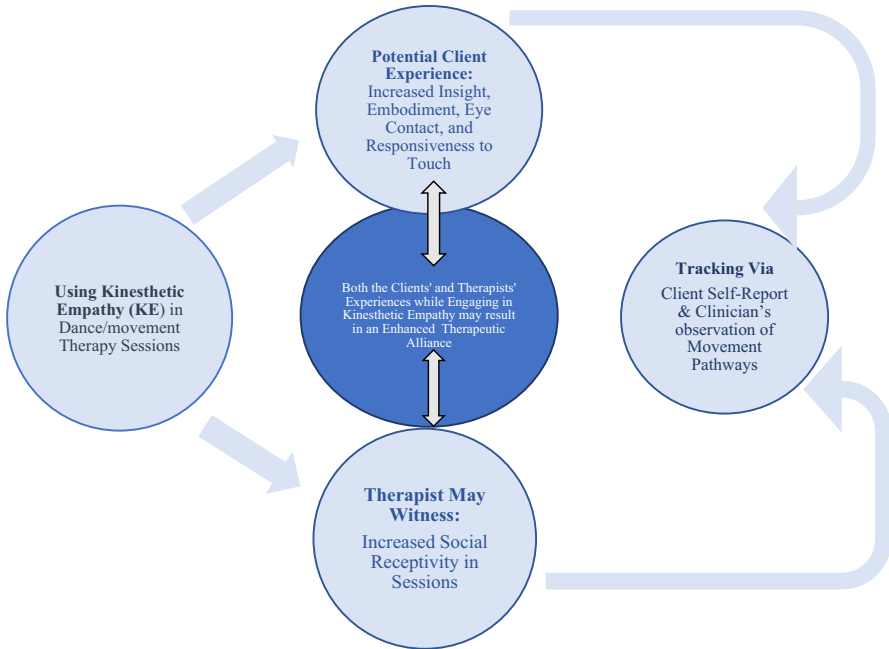 Potential Client
Experience:
Increased Insight,
Embodiment, Eye
Contact, and
Responsiveness to
Touch
Using Kinesthetic
Empathy (KE) in
Dance/movement
Therapy Sessions
Both the Clients' and Therapists'
Experiences while Engaging in
Kinesthetic Empathy may result
in an Enhanced Therapeutic
Alliance
Tracking Via
Client Self-Report
& Clinician's
observation of
Movement
Pathways
Therapist May
Witness:
Increased Social
Receptivity in
Sessions